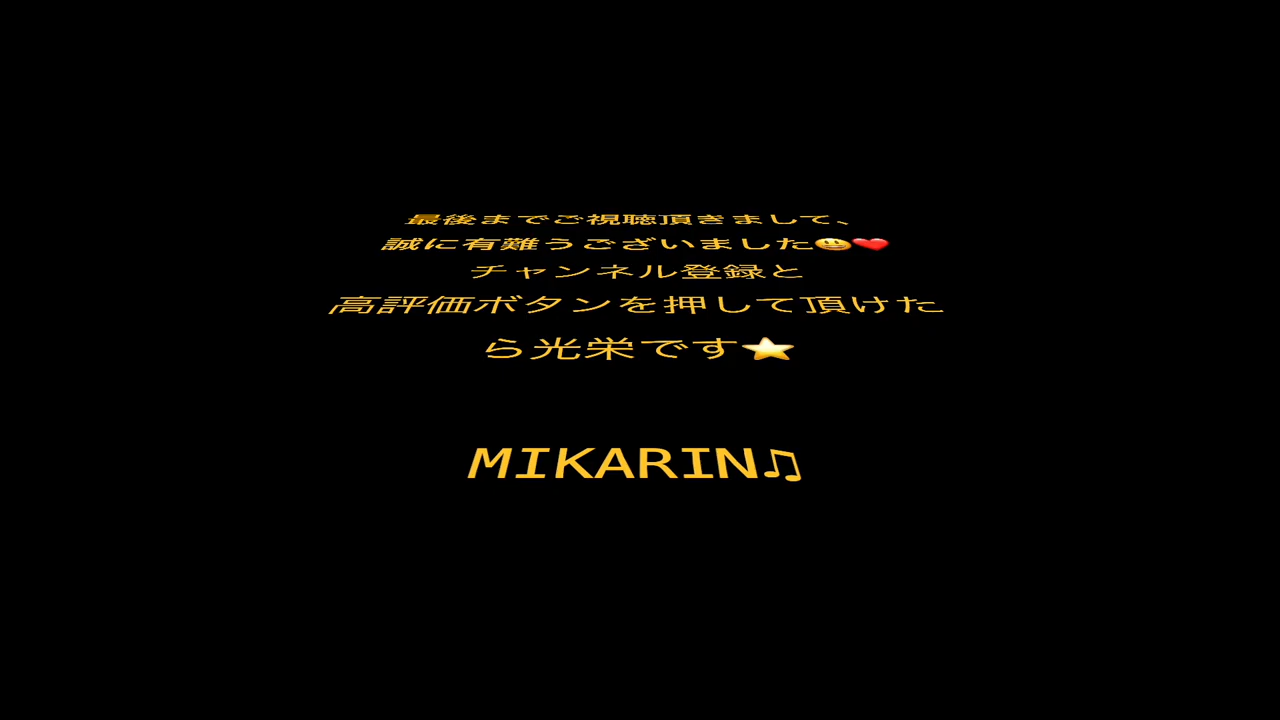 最後までご視聴頂きまして、
誠に有難うございました😃❤️
チャンネル登録と
高評価ボタンを押して頂けた
ら光栄です⭐
MIKARIN♫